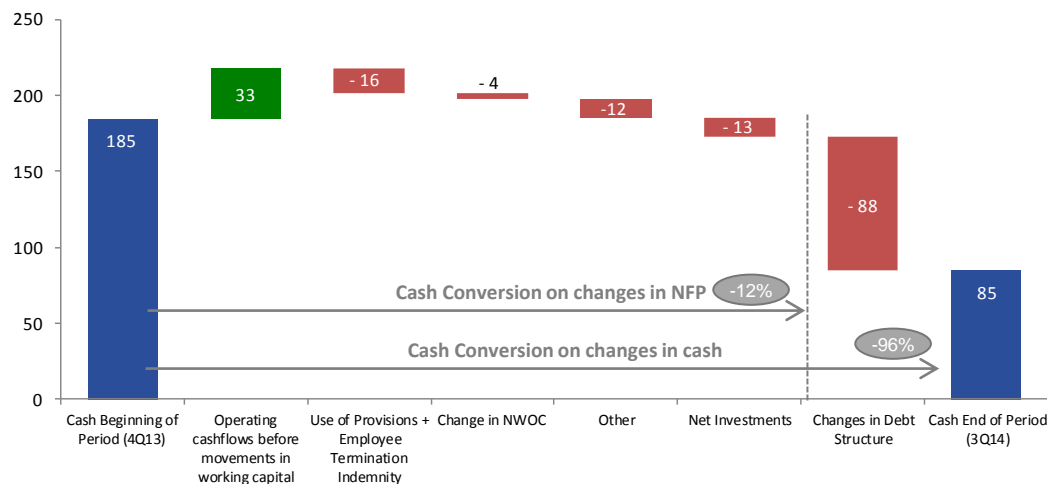 250
200
150
100
50
0
185
33
- 16
- 4
-12
- 13
- 88
85
Cash Conversion on changes in NFP
-12%
Cash Conversion on changes in cash
-96%
Cash Beginning of
Period (4Q13)
Operating
cashflows before
movements in
working capital
Use of Provisions +
Employee
Termination
Indemnity
Change in NWOC
Other
Net Investments
Changes in Debt
Structure
Cash End of Period
(3Q14)